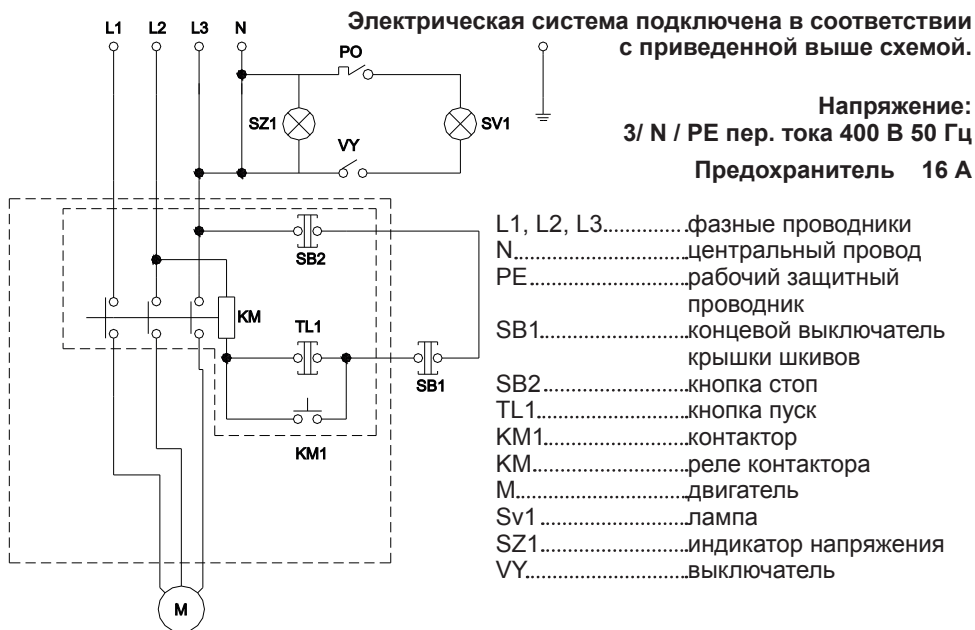 L1 L2 L3 N
Электрическая система подключена в соответствии
с приведенной выше схемой.
PO
SZ1
SV1
VY
Напряжение:
3/ N / PE пер. тока 400 В 50 Гц
Предохранитель 16 А
SB2
KM
TL1
SB1
KM1
M
L1, L2, L3..............фазные проводники
N..............................центральный провод
PE............................рабочий защитный
проводник
SB1..........................концевой выключатель
крышки шкивов
SB2..........................кнопка стоп
TL1...........................кнопка пуск
KM1.........................контактор
KM...........................реле контактора
M..............................двигатель
Sv1..........................лампа
SZ1..........................индикатор напряжения
VY............................выключатель